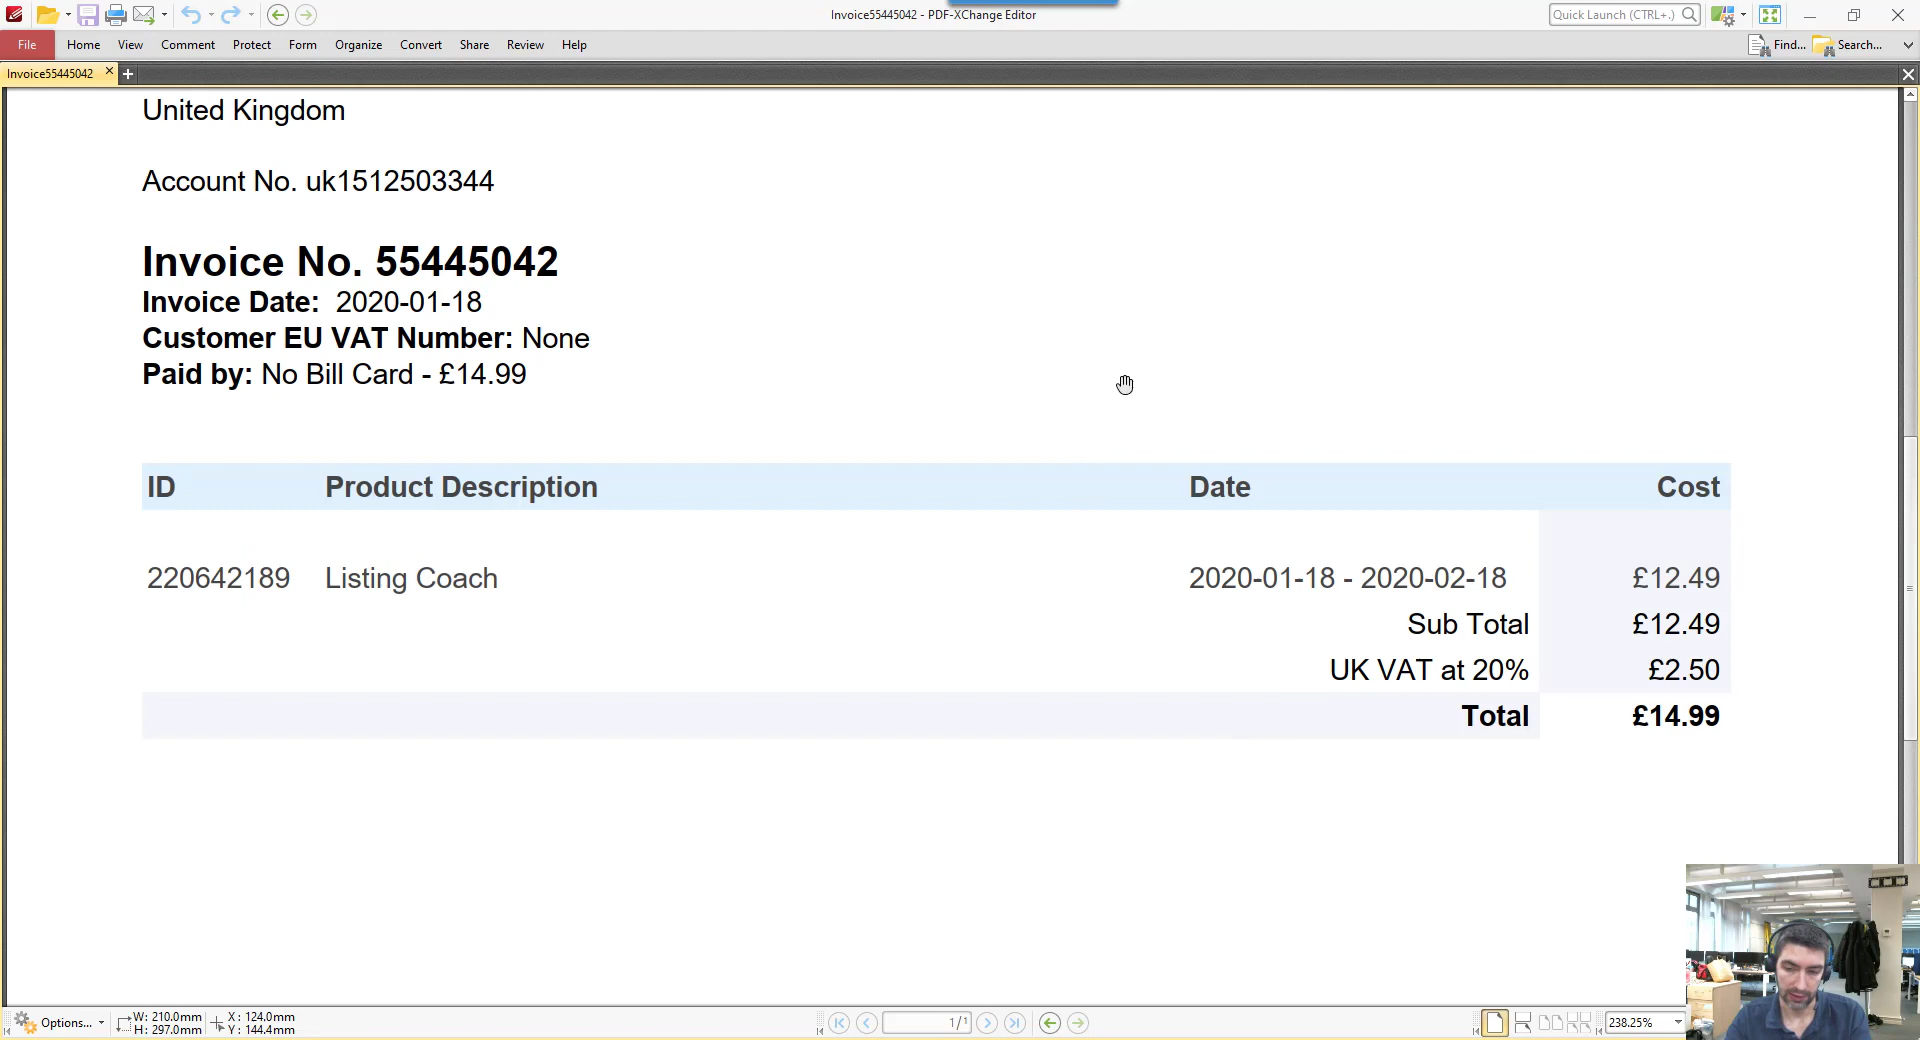 Invoice55445042 - PDF-XChange Editor
Quick Launch (CTRL+.)
File Home View Comment Protect Form Organize Convert Share Review Help
Find... Search...
Invoice55445042
United Kingdom
Account No. uk1512503344
Invoice No. 55445042
Invoice Date: 2020-01-18
Customer EU VAT Number: None
Paid by: No Bill Card - £14.99
ID Product Description Date Cost
220642189 Listing Coach 2020-01-18 - 2020-02-18 £12.49
Sub Total £12.49
UK VAT at 20% £2.50
Total £14.99
Options... W: 210.0mm X: 124.0mm
H: 297.0mm Y: 144.4mm
1/1
238.25%